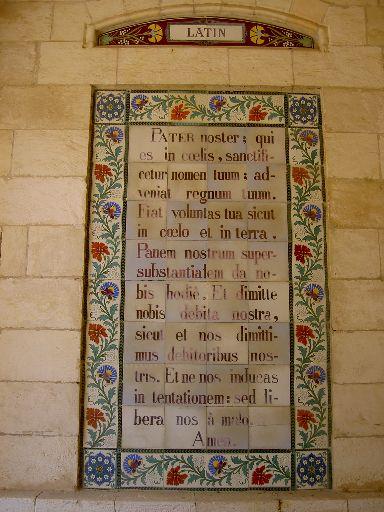 LATIN
PATER noster; qui
es in cœlis, sanctifi-
cetur nomen tuum: ad-
veniat regnum tuum.
Fiat voluntas tua sicut
in cœlo et in terra.
Panem nostrum super-
substantialem da no-
bis hodiè. Et dimitte
nobis debita nostra,
sicut et nos dimitti-
mus debitoribus nos-
tris. Et ne nos inducas
in tentationem: sed li-
bera nos à malo.
Amen.